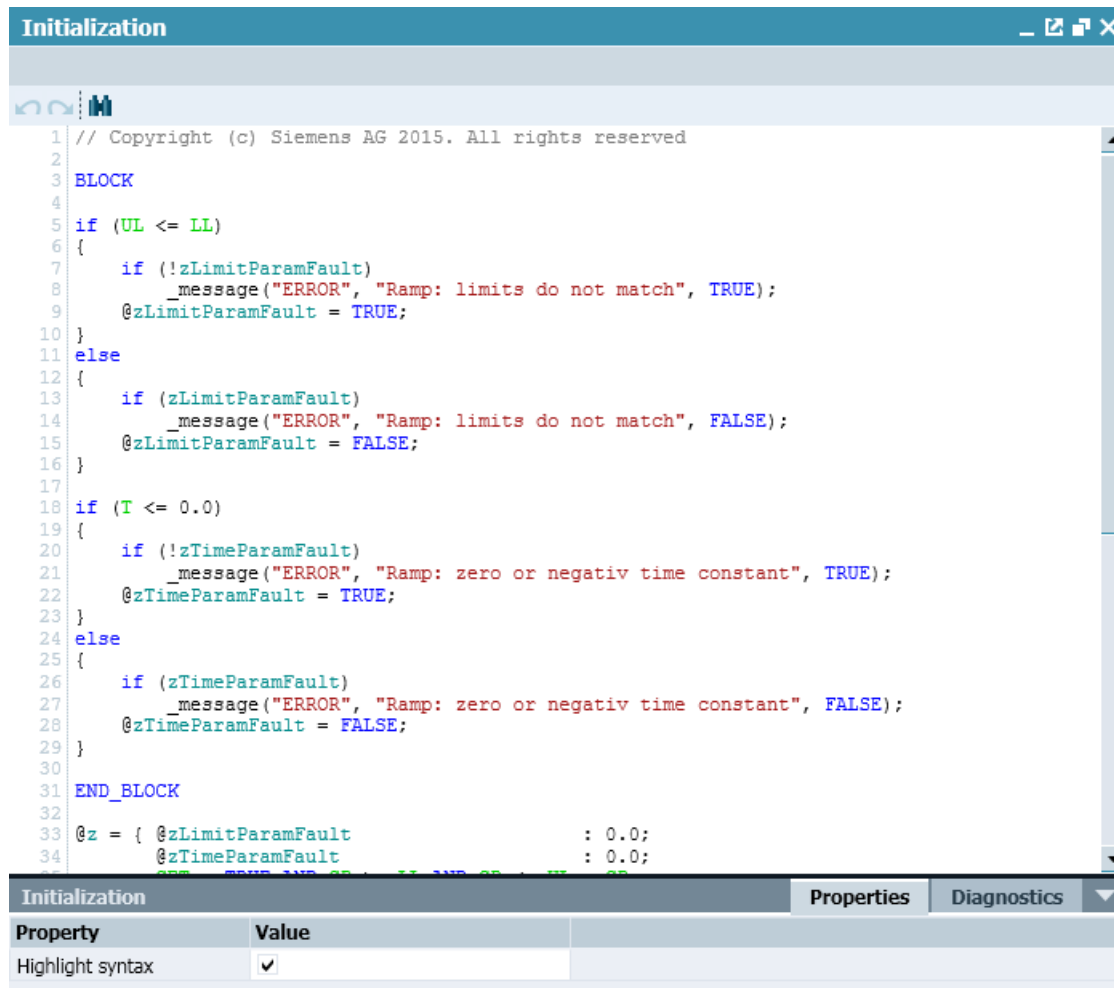 Initialization
1 // Copyright (c) Siemens AG 2015. All rights reserved
2
3 BLOCK
4
5 if (UL <= LL)
6 {
7 if (!zLimitParamFault)
8 _message("ERROR", "Ramp: limits do not match", TRUE);
9 @zLimitParamFault = TRUE;
10 }
11 else
12 {
13 if (zLimitParamFault)
14 _message("ERROR", "Ramp: limits do not match", FALSE);
15 @zLimitParamFault = FALSE;
16 }
17
18 if (T <= 0.0)
19 {
20 if (!zTimeParamFault)
21 _message("ERROR", "Ramp: zero or negativ time constant", TRUE);
22 @zTimeParamFault = TRUE;
23 }
24 else
25 {
26 if (zTimeParamFault)
27 _message("ERROR", "Ramp: zero or negativ time constant", FALSE);
28 @zTimeParamFault = FALSE;
29 }
30
31 END_BLOCK
32
33 @z = { @zLimitParamFault : 0.0;
34 @zTimeParamFault : 0.0;
Initialization Properties Diagnostics
Property Value
Highlight syntax